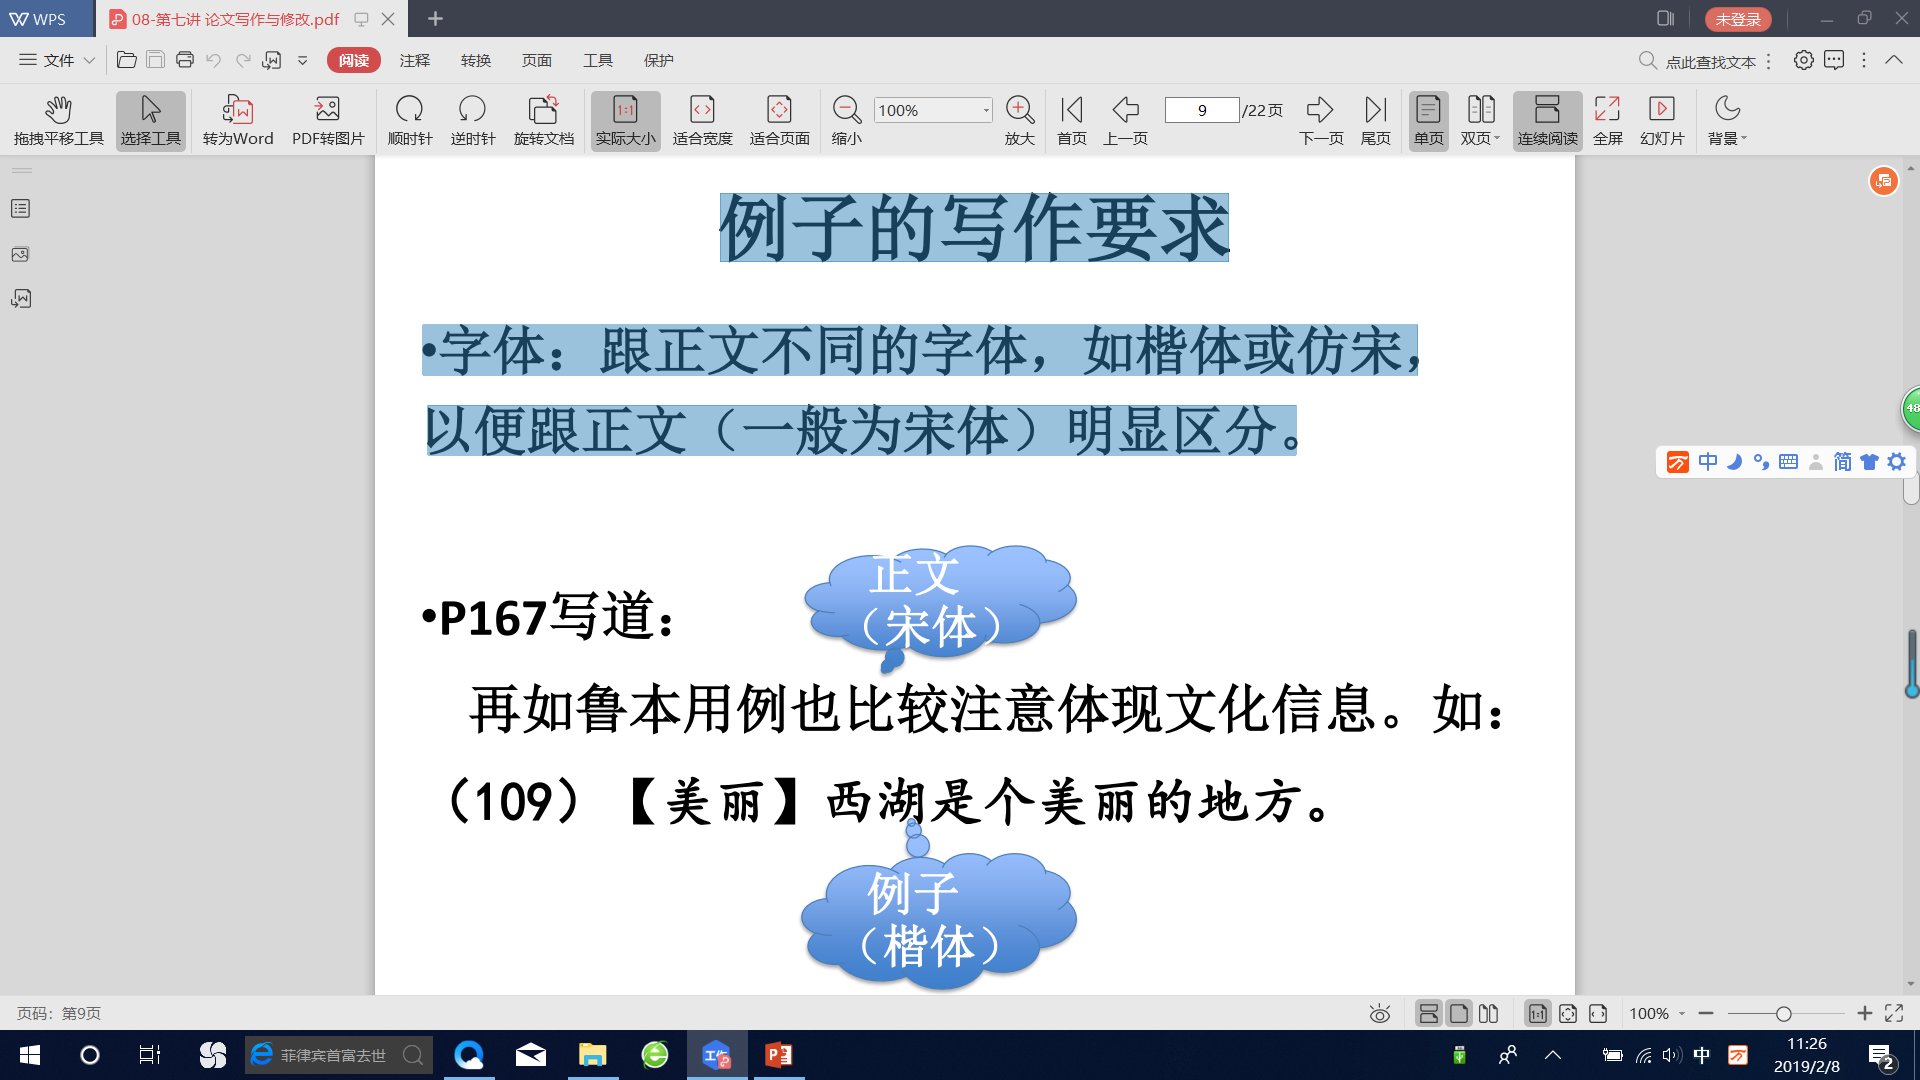 WPS
08-第七讲 论文写作与修改.pdf
未登录
文件
阅读
注释
转换
页面
工具
保护
点此查找文本
拖拽平移工具
选择工具
转为Word
PDF转图片
顺时针
逆时针
旋转文档
1:1
实际大小
适合宽度
适合页面
缩小
100%
放大
首页
上一页
9
/22页
下一页
尾页
单页
双页
连续阅读
全屏
幻灯片
背景
例子的写作要求
•字体：跟正文不同的字体，如楷体或仿宋，
以便跟正文（一般为宋体）明显区分。
48
中
简
正文
（宋体）
•P167写道：
再如鲁本用例也比较注意体现文化信息。如：
（109）【美丽】西湖是个美丽的地方。
例子
（楷体）
页码：第9页
1:1
100%
菲律宾首富去世
中
11:26
2019/2/8
2